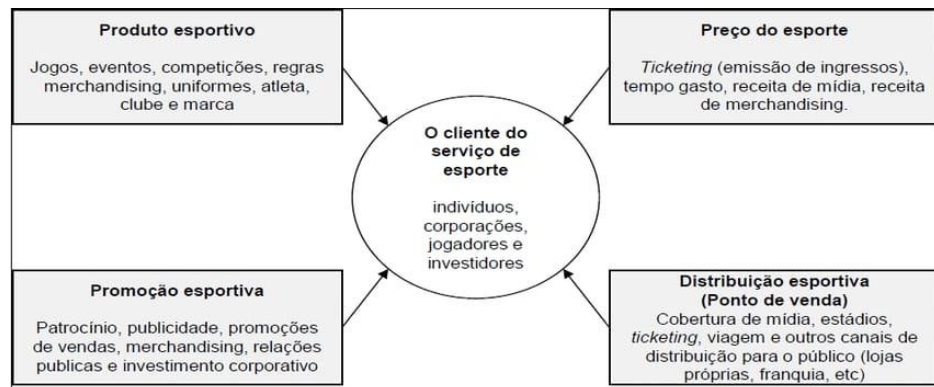 Produto esportivo
Jogos, eventos, competições, regras
merchandising, uniformes, atleta,
clube e marca
Preço do esporte
Ticketing (emissão de ingressos),
tempo gasto, receita de mídia, receita
de merchandising.
O cliente do
serviço de
esporte
indivíduos,
corporações,
jogadores e
investidores
Promoção esportiva
Patrocínio, publicidade, promoções
de vendas, merchandising, relações
publicas e investimento corporativo
Distribuição esportiva
(Ponto de venda)
Cobertura de mídia, estádios,
ticketing, viagem e outros canais de
distribuição para o público (lojas
próprias, franquia, etc)